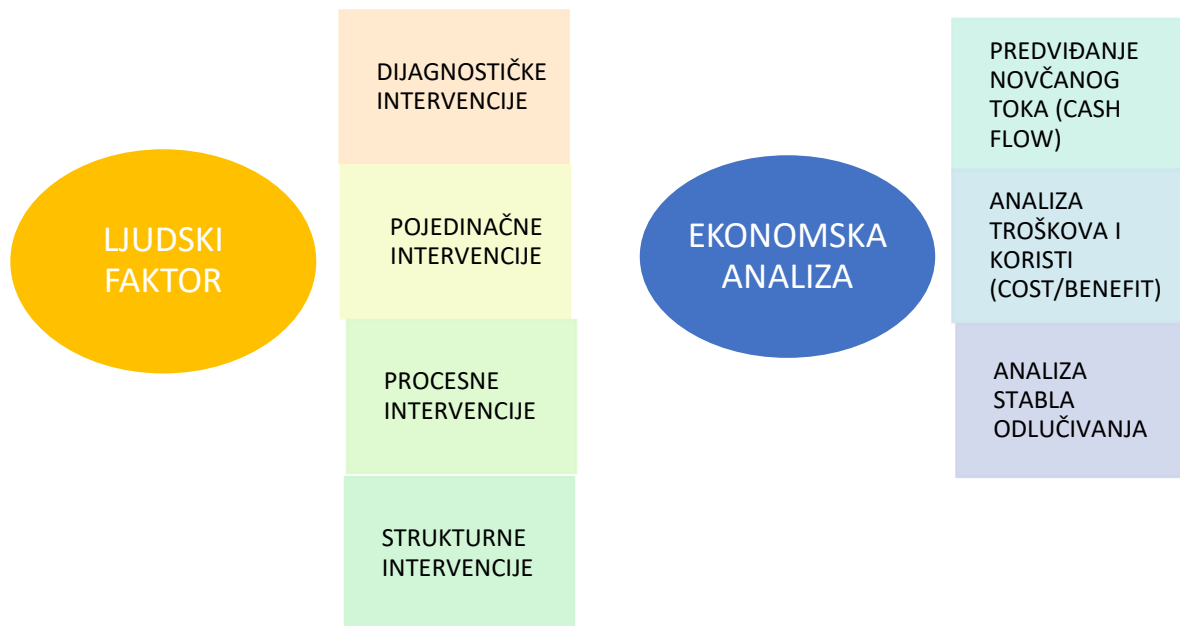 LJUDSKI
FAKTOR
DIJAGNOSTIČKE
INTERVENCIJE
POJEDINAČNE
INTERVENCIJE
PROCESNE
INTERVENCIJE
STRUKTURNE
INTERVENCIJE
EKONOMSKA
ANALIZA
PREDVIĐANJE
NOVČANOG
TOKA (CASH
FLOW)
ANALIZA
TROŠKOVA I
KORISTI
(COST/BENEFIT)
ANALIZA
STABLA
ODLUČIVANJA